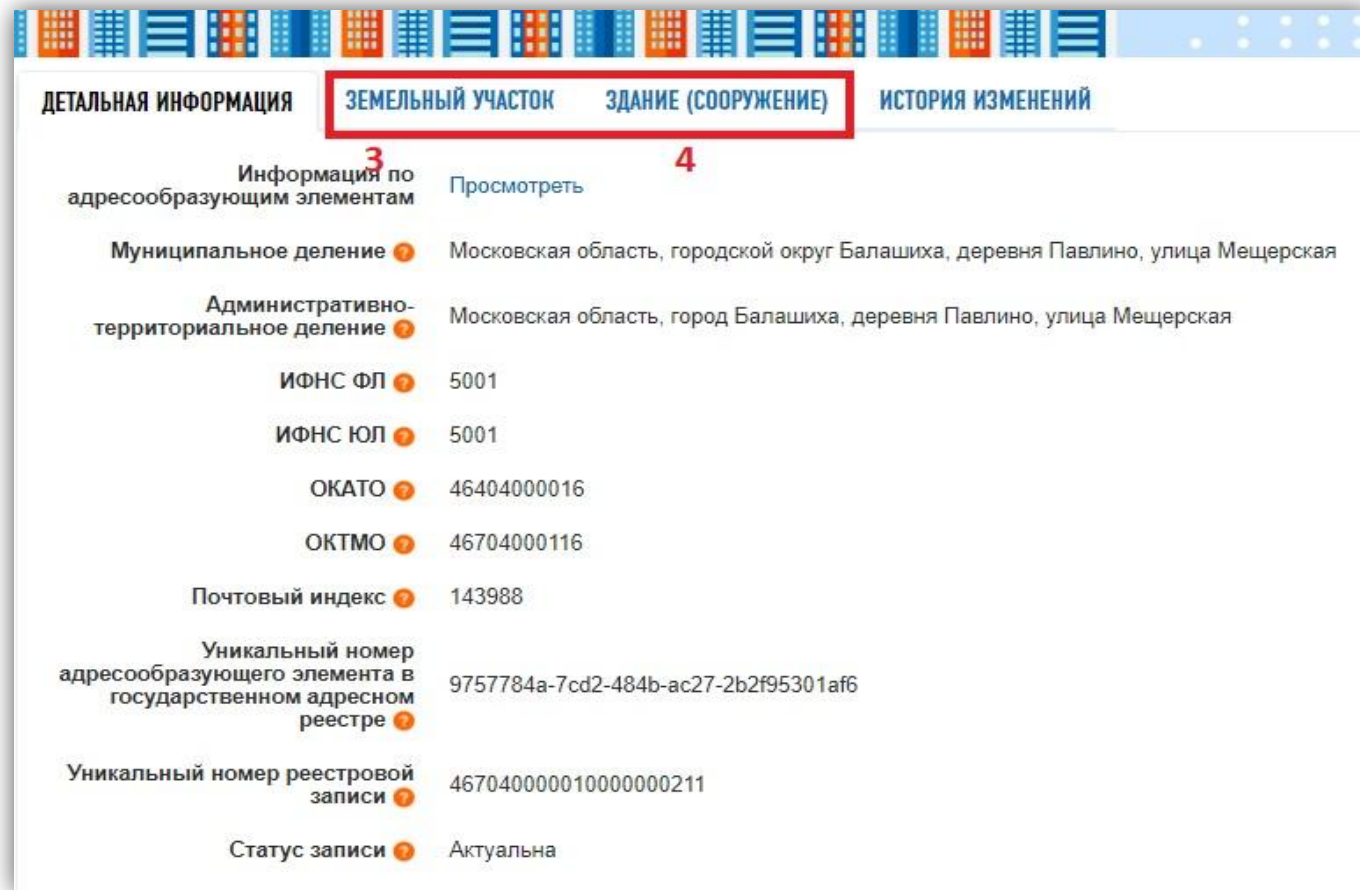 ДЕТАЛЬНАЯ ИНФОРМАЦИЯ ЗЕМЕЛЬНЫЙ УЧАСТОК ЗДАНИЕ (СООРУЖЕНИЕ) ИСТОРИЯ ИЗМЕНЕНИЙ
3 4
Информация по
адресообразующим элементам Просмотреть
Муниципальное деление ? Московская область, городской округ Балашиха, деревня Павлино, улица Мещерская
Административно-
территориальное деление ? Московская область, город Балашиха, деревня Павлино, улица Мещерская
ИФНС ФЛ ? 5001
ИФНС ЮЛ ? 5001
ОКАТО ? 46404000016
ОКТМО ? 46704000116
Почтовый индекс ? 143988
Уникальный номер
адресообразующего элемента в
государственном адресном
реестре ? 9757784a-7cd2-484b-ac27-2b2f95301af6
Уникальный номер реестровой
записи ? 467040000010000000211
Статус записи ? Актуальна